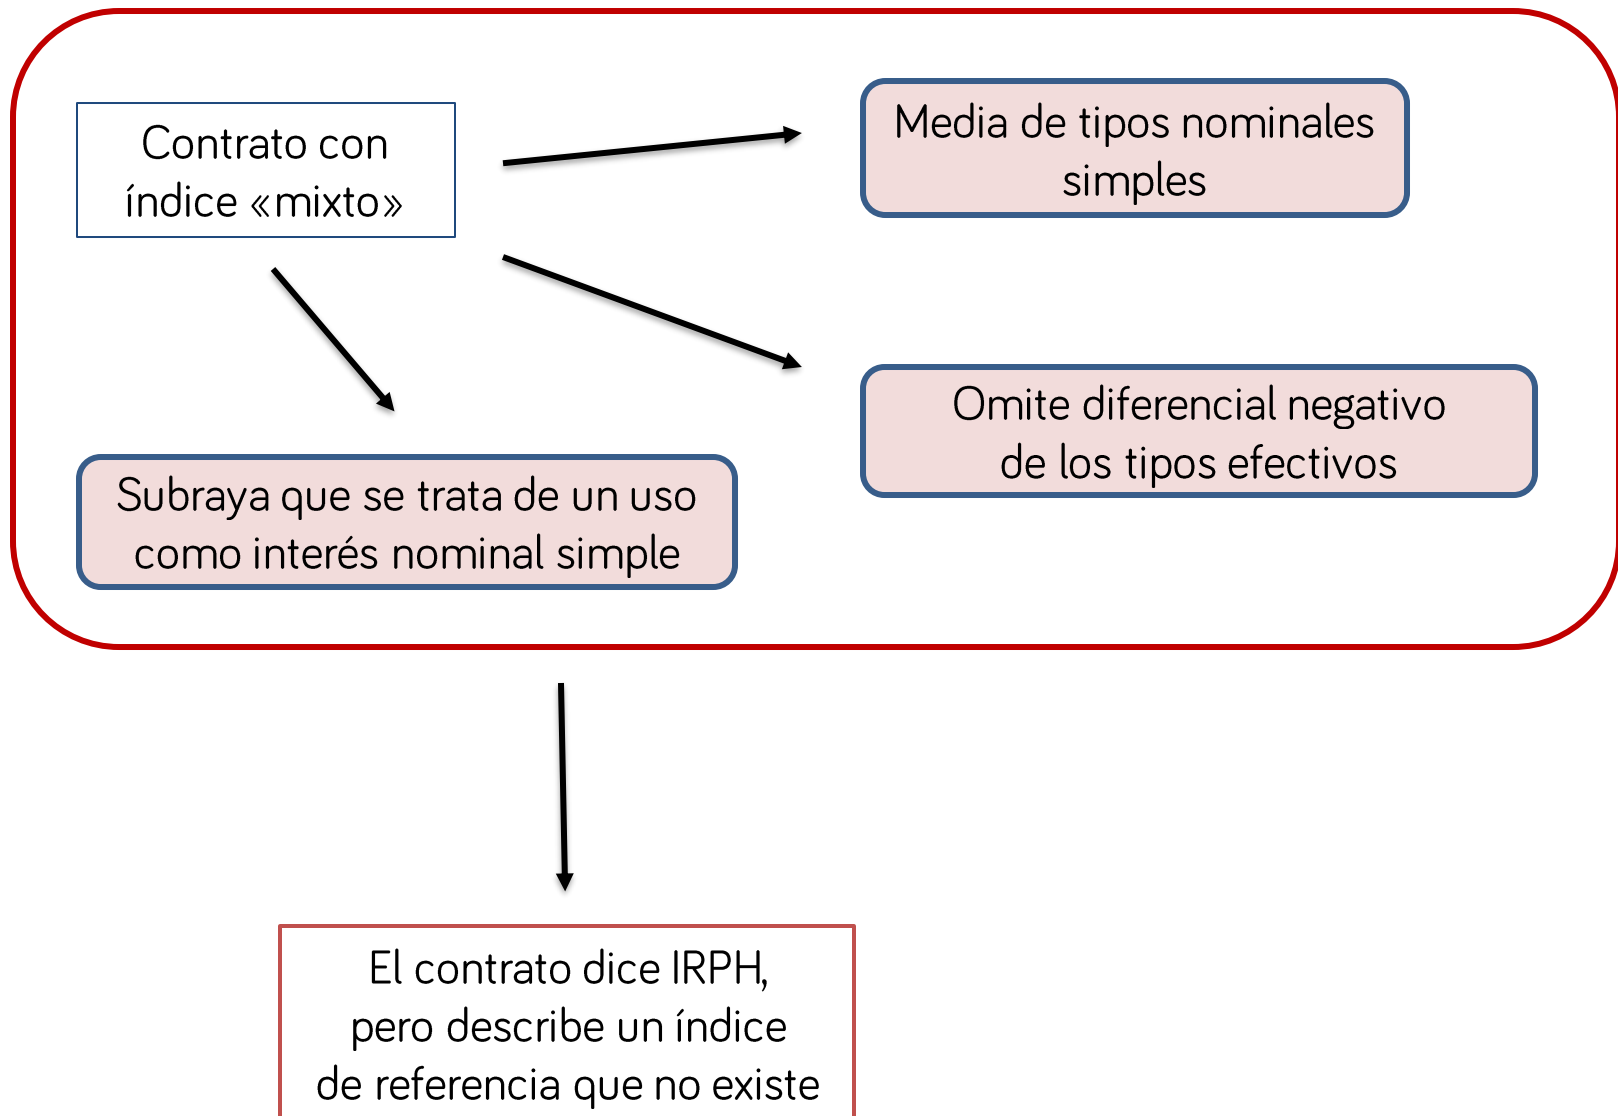 Contrato con
índice «mixto»
Media de tipos nominales
simples
Omite diferencial negativo
de los tipos efectivos
Subraya que se trata de un uso
como interés nominal simple
El contrato dice IRPH,
pero describe un índice
de referencia que no existe